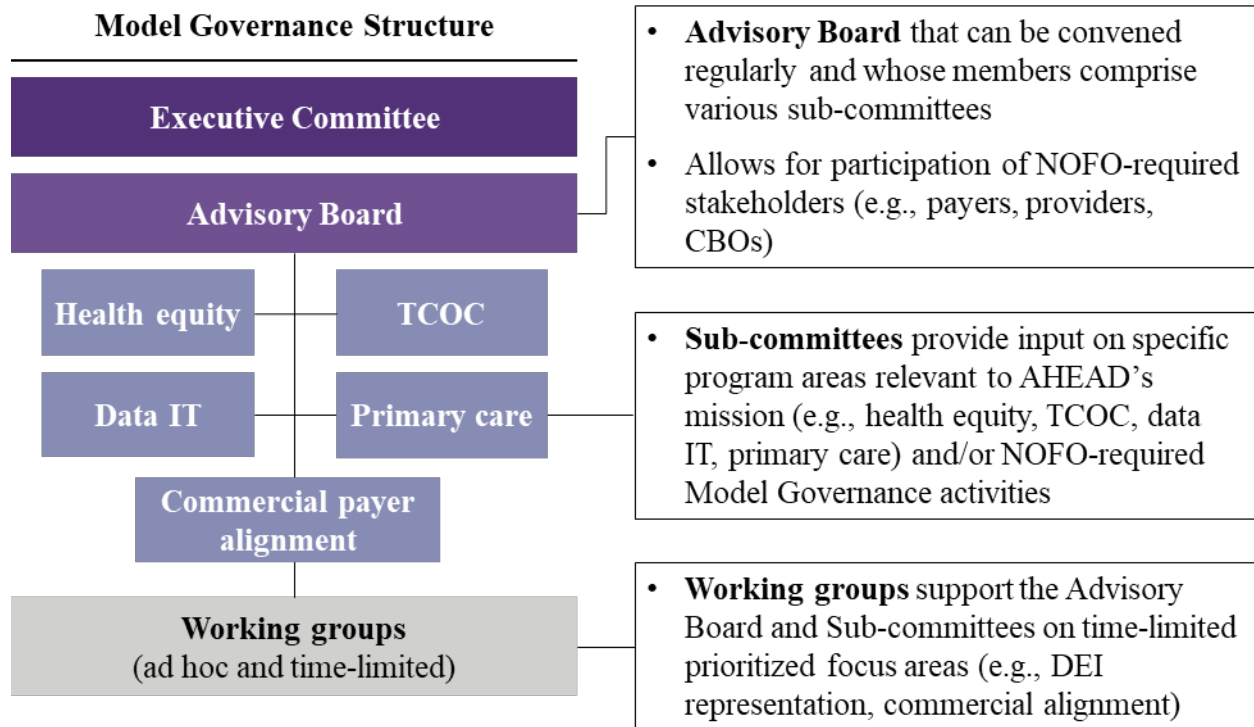 Model Governance Structure
Executive Committee
Advisory Board
Health equity
TCOC
Data IT
Primary care
Commercial payer
alignment
Working groups
(ad hoc and time-limited)
• Advisory Board that can be convened
regularly and whose members comprise
various sub-committees
• Allows for participation of NOFO-required
stakeholders (e.g., payers, providers,
CBOs)
• Sub-committees provide input on specific
program areas relevant to AHEAD’s
mission (e.g., health equity, TCOC, data
IT, primary care) and/or NOFO-required
Model Governance activities
• Working groups support the Advisory
Board and Sub-committees on time-limited
prioritized focus areas (e.g., DEI
representation, commercial alignment)